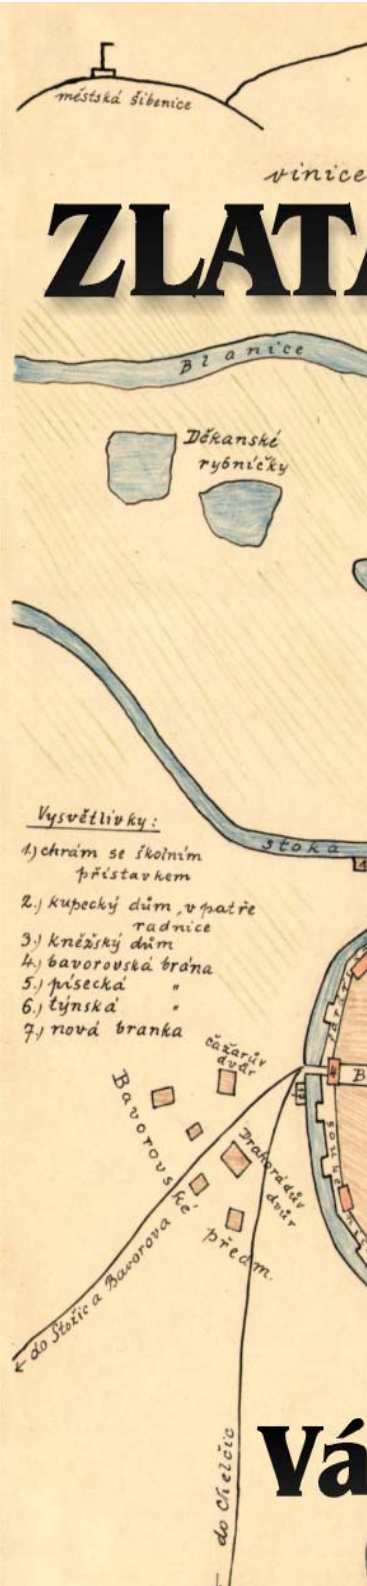 městská šibenice
vinice
ZLATÁ
Blanice
Děkanské
rybníčky
stoka
Vysvětlivky:
1.) chrám se školním
přístavkem
2.) kupecký dům, v patře
radnice
3.) kněžský dům
4.) bavorovská brána
5.) písecká "
6.) týnská "
7.) nová branka
čažarův
dvůr
Bavorovské
předm.
Drahorádův
dvůr
do Stožic a Bavorova
do Chelčic
Vá